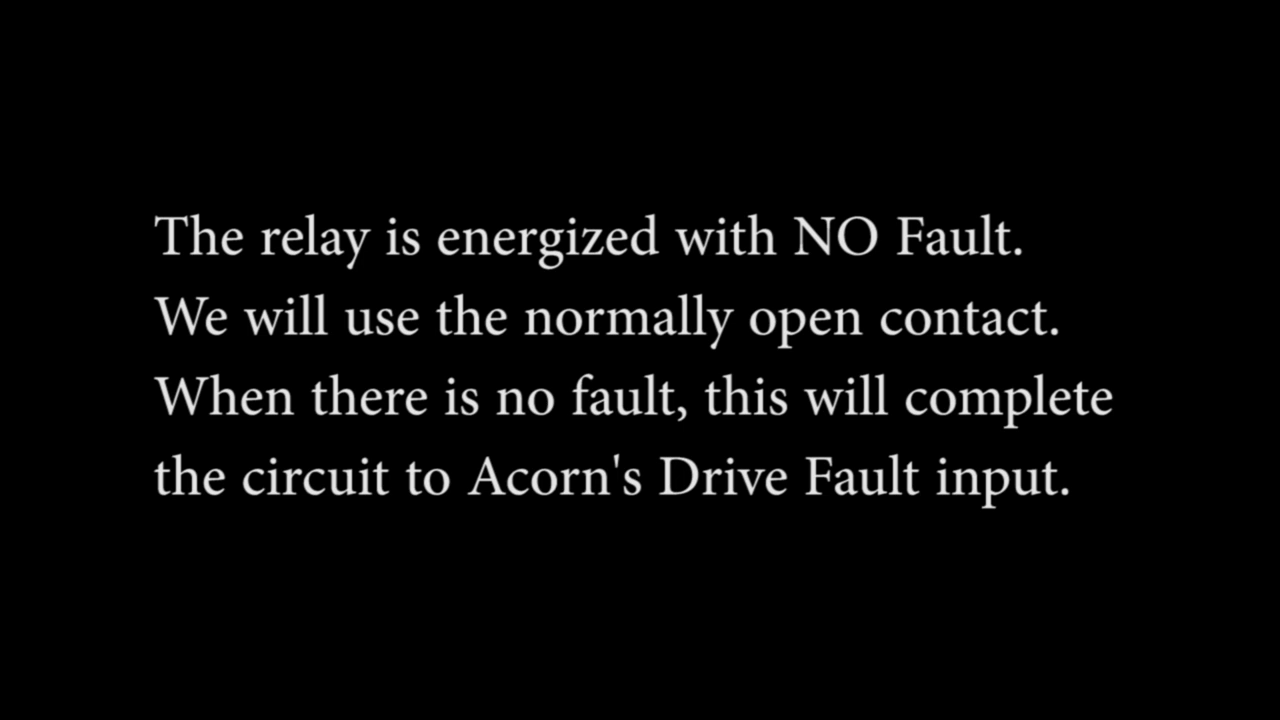 The relay is energized with NO Fault.
We will use the normally open contact.
When there is no fault, this will complete
the circuit to Acorn's Drive Fault input.